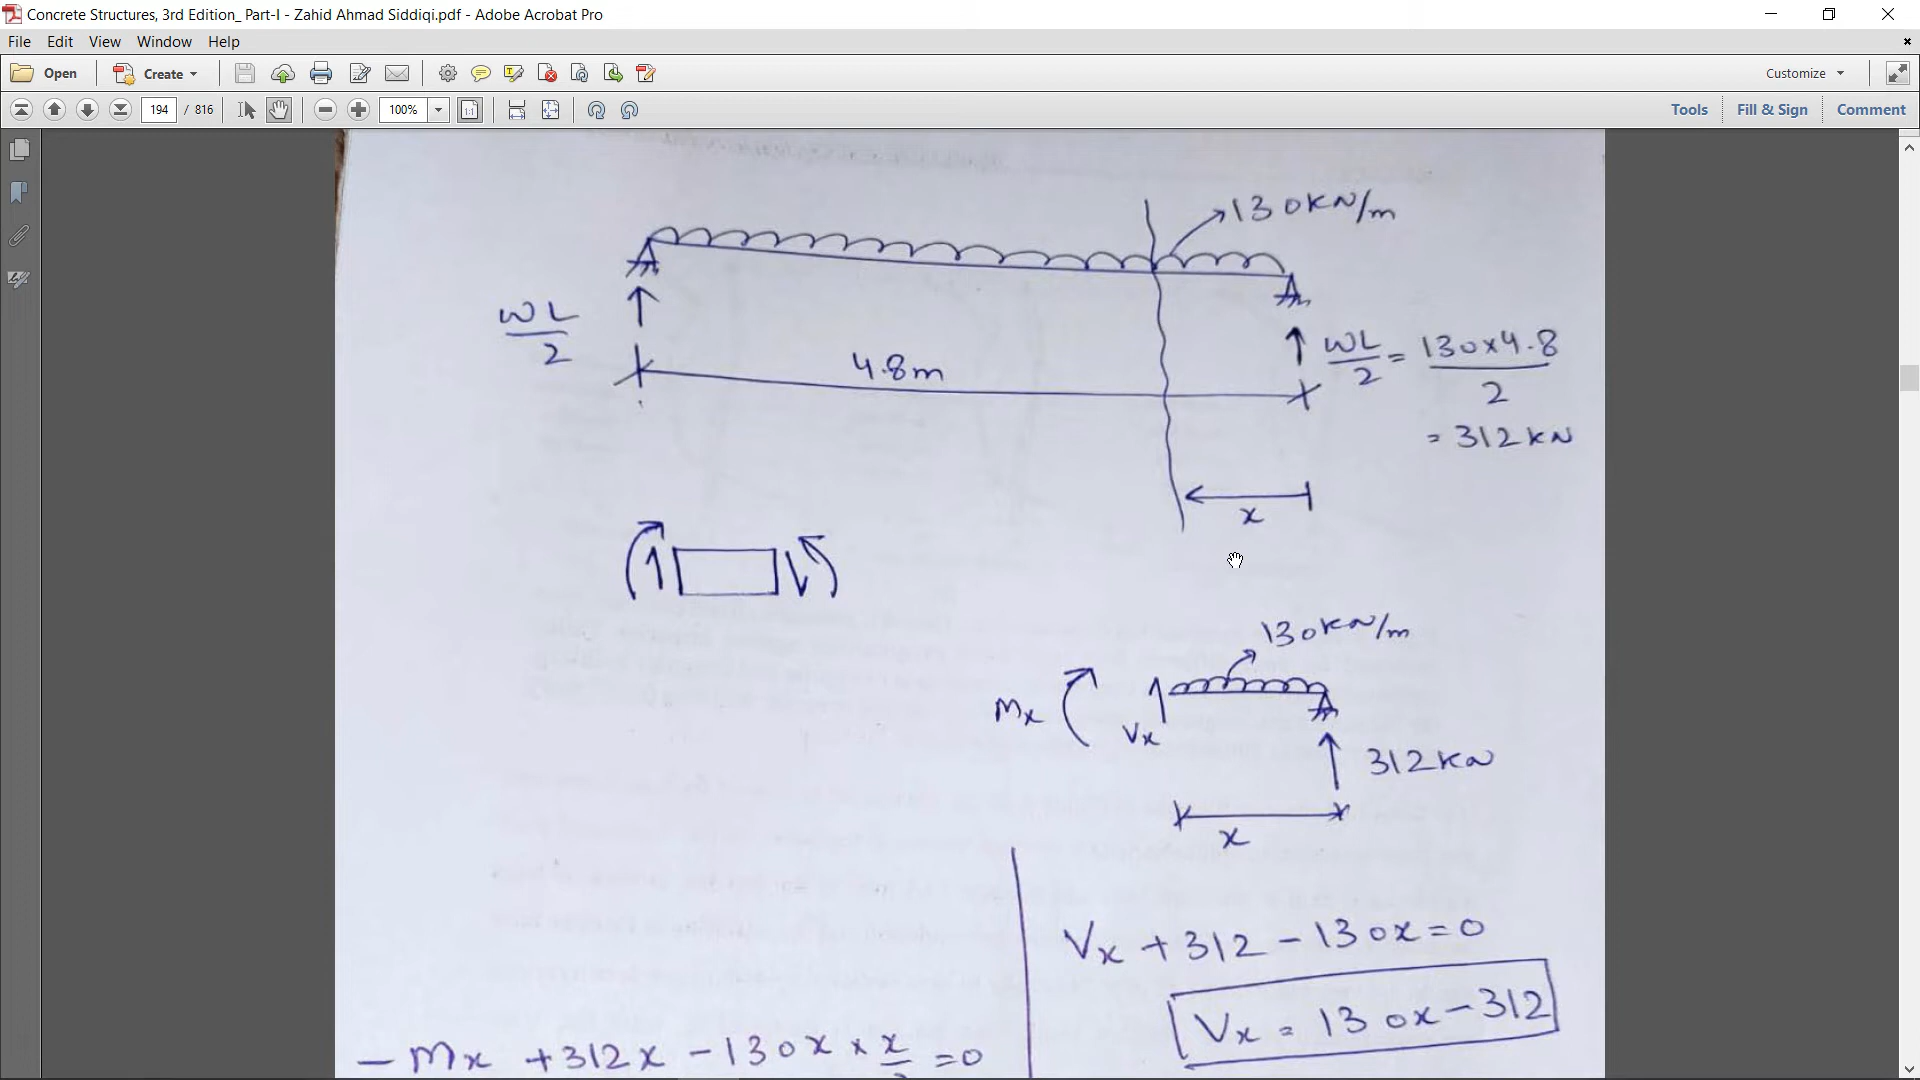 Concrete Structures, 3rd Edition_ Part-I - Zahid Ahmad Siddiqi.pdf - Adobe Acrobat Pro
File Edit View Window Help
Open Create Customize
194 / 816 100% Tools Fill & Sign Comment
130KN/m
WL/2
4.8m
WL/2 = 130x4.8/2
= 312KN
x
130KN/m
Mx
Vx
312KN
x
Vx + 312 - 130x = 0
Vx = 130x - 312
- Mx + 312x - 130x × x/2 = 0